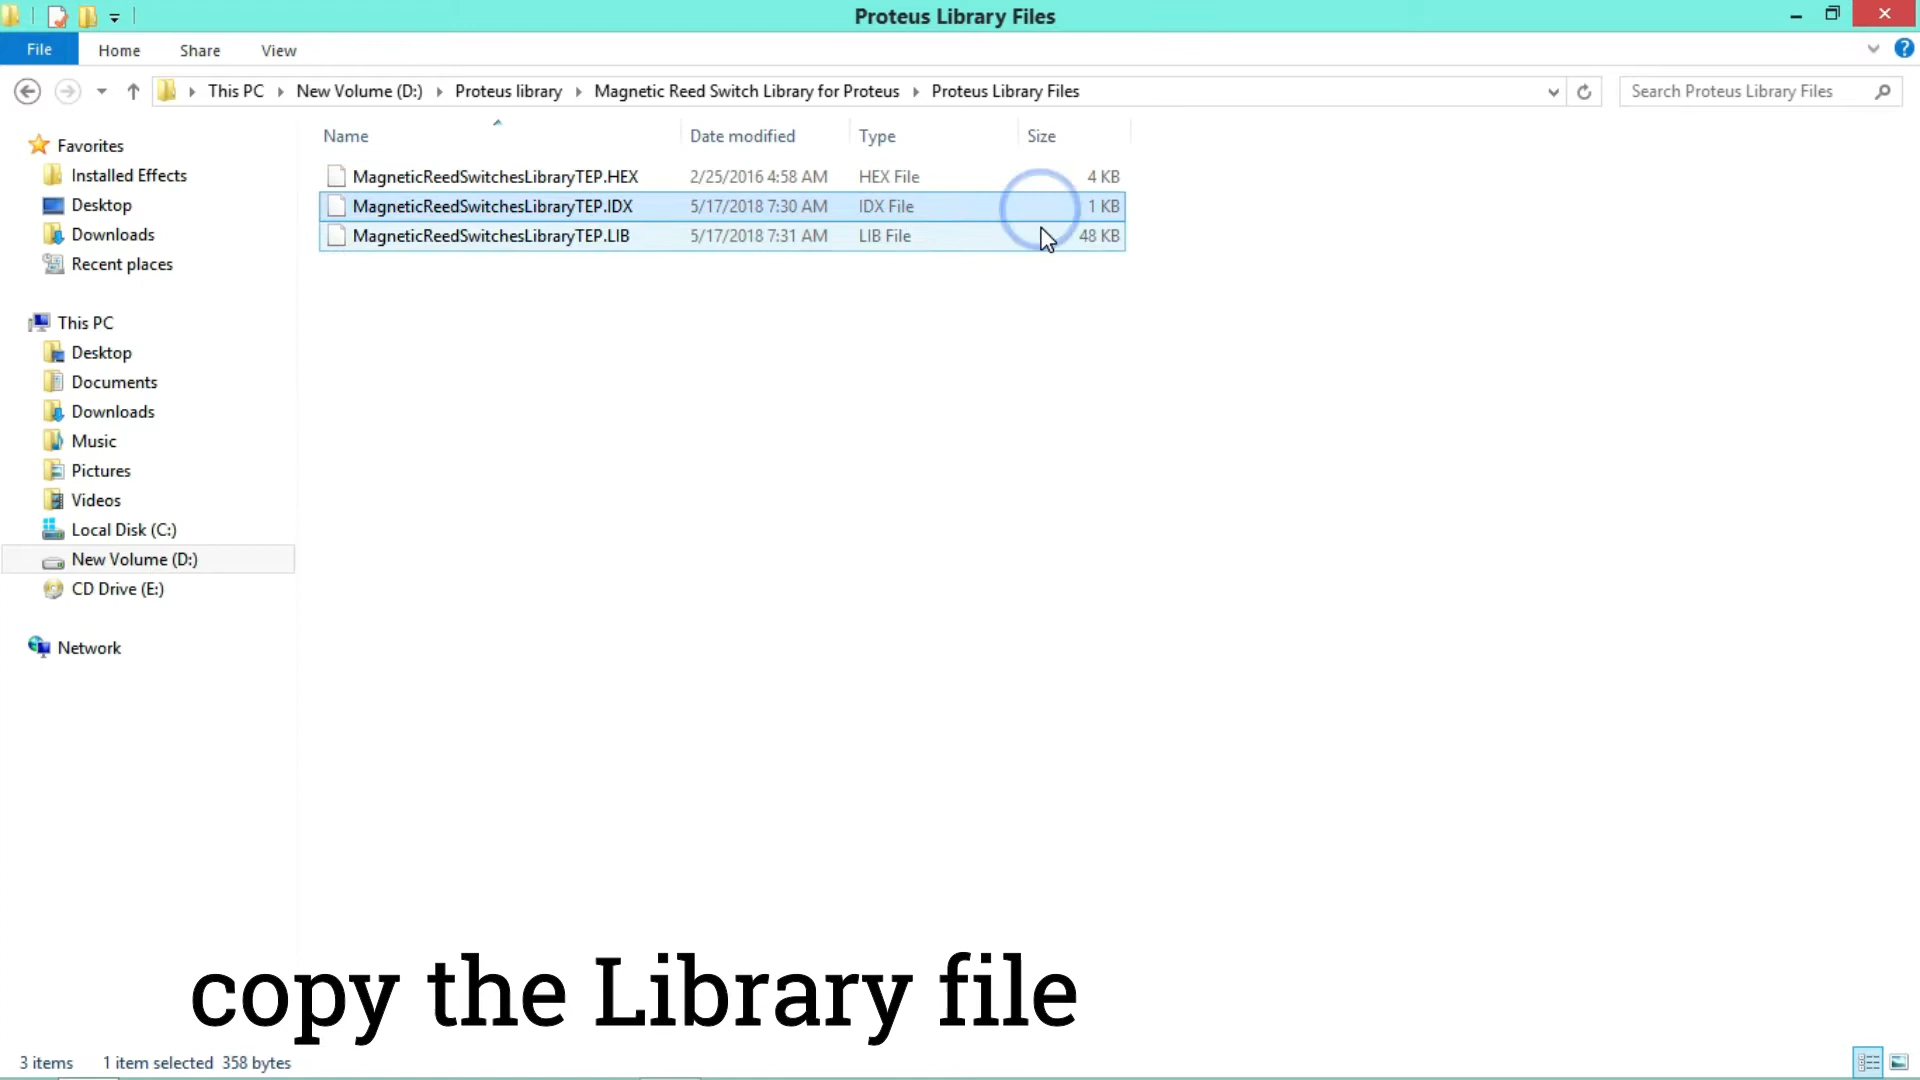 Proteus Library Files
File Home Share View
This PC New Volume (D:) Proteus library Magnetic Reed Switch Library for Proteus Proteus Library Files Search Proteus Library Files
Name Date modified Type Size
MagneticReedSwitchesLibraryTEP.HEX 2/25/2016 4:58 AM HEX File 4 KB
MagneticReedSwitchesLibraryTEP.IDX 5/17/2018 7:30 AM IDX File 1 KB
MagneticReedSwitchesLibraryTEP.LIB 5/17/2018 7:31 AM LIB File 48 KB
Favorites
Installed Effects
Desktop
Downloads
Recent places
This PC
Desktop
Documents
Downloads
Music
Pictures
Videos
Local Disk (C:)
New Volume (D:)
CD Drive (E:)
Network
copy the Library file
3 items 1 item selected 358 bytes